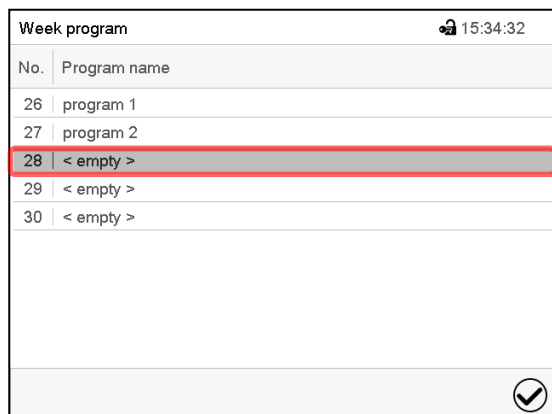 Week program 15:34:32
No. Program name
26 program 1
27 program 2
28 < empty >
29 < empty >
30 < empty >